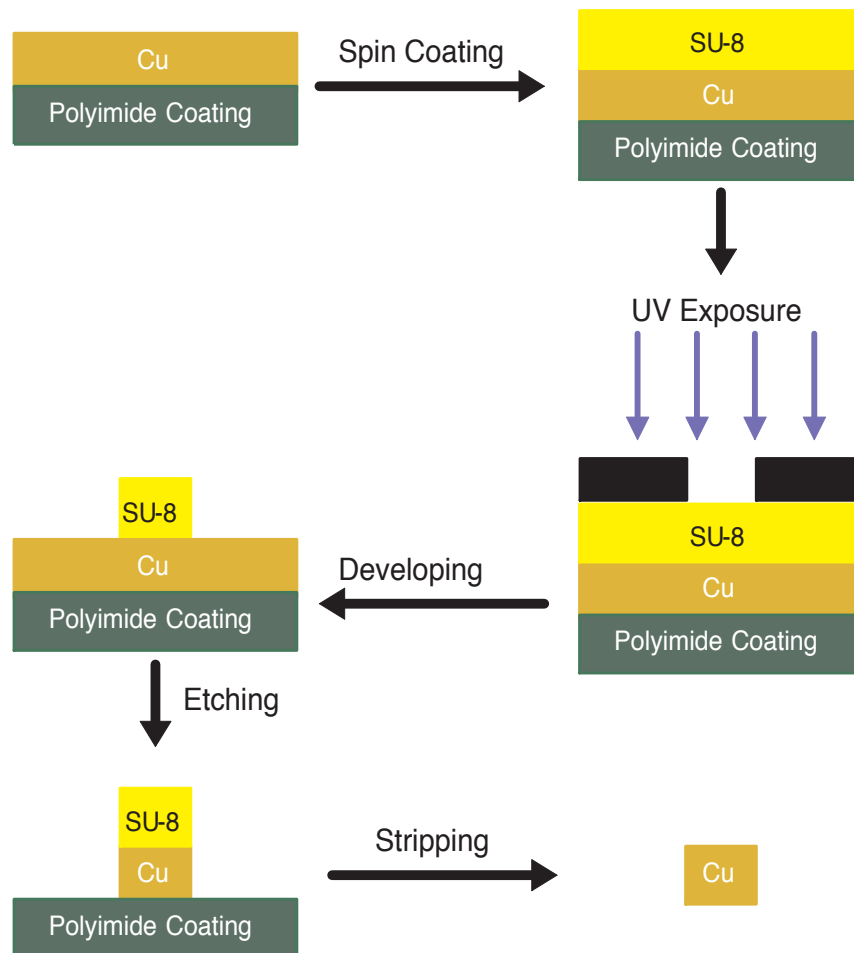 Cu
Polyimide Coating
Spin Coating
SU-8
Cu
Polyimide Coating
UV Exposure
SU-8
Cu
Polyimide Coating
Developing
SU-8
Cu
Polyimide Coating
Etching
SU-8
Cu
Polyimide Coating
Stripping
Cu